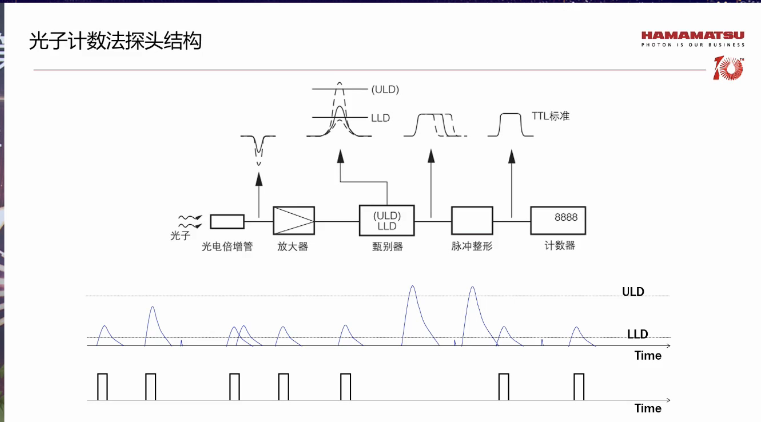 光子计数法探头结构
HAMAMATSU
PHOTON IS OUR BUSINESS
(ULD)
LLD
TTL标准
(ULD)
LLD
8888
光子
光电倍增管
放大器
甄别器
脉冲整形
计数器
ULD
LLD
Time
Time